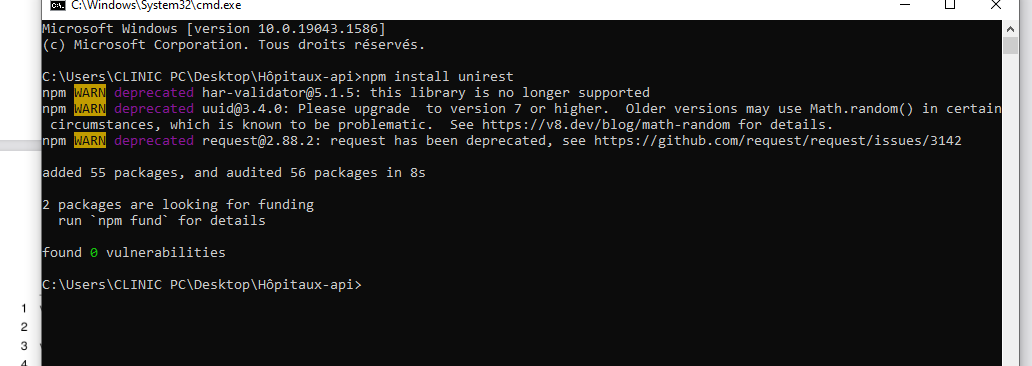 C:\Windows\System32\cmd.exe
Microsoft Windows [version 10.0.19043.1586]
(c) Microsoft Corporation. Tous droits réservés.
C:\Users\CLINIC PC\Desktop\Hôpitaux-api>npm install unirest
npm WARN deprecated har-validator@5.1.5: this library is no longer supported
npm WARN deprecated uuid@3.4.0: Please upgrade  to version 7 or higher.  Older versions may use Math.random() in certain
 circumstances, which is known to be problematic.  See https://v8.dev/blog/math-random for details.
npm WARN deprecated request@2.88.2: request has been deprecated, see https://github.com/request/request/issues/3142
added 55 packages, and audited 56 packages in 8s
2 packages are looking for funding
  run `npm fund` for details
found 0 vulnerabilities
C:\Users\CLINIC PC\Desktop\Hôpitaux-api>
1
2
3
4